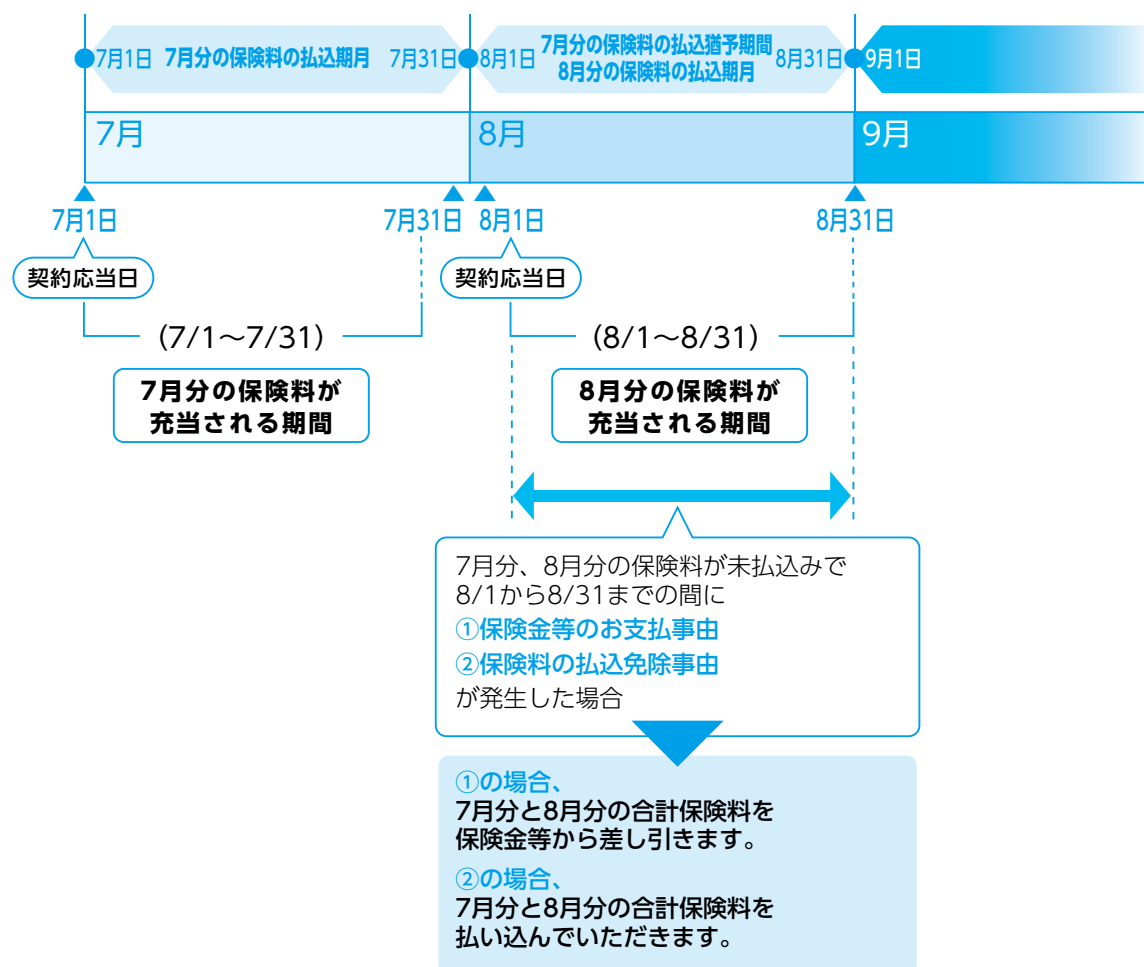 7月1日 7月分の保険料の払込期月 7月31日
8月1日 7月分の保険料の払込猶予期間
8月分の保険料の払込期月 8月31日
9月1日
7月
8月
9月
7月1日
7月31日
8月1日
8月31日
契約応当日
契約応当日
(7/1〜7/31)
(8/1〜8/31)
7月分の保険料が
充当される期間
8月分の保険料が
充当される期間
7月分、8月分の保険料が未払込みで
8/1から8/31までの間に
①保険金等のお支払事由
②保険料の払込免除事由
が発生した場合
①の場合、
7月分と8月分の合計保険料を
保険金等から差し引きます。
②の場合、
7月分と8月分の合計保険料を
払い込んでいただきます。